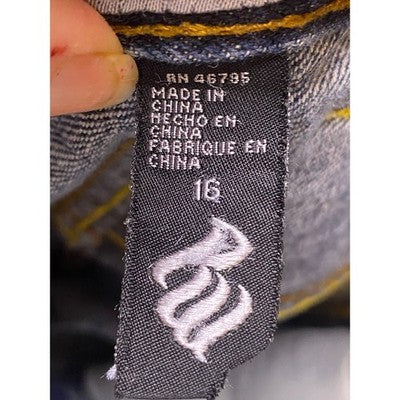 RN 46795
MADE IN
CHINA
HECHO EN
CHINA
FABRIQUE EN
CHINA
16